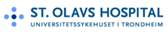 ST. OLAVS HOSPITAL
UNIVERSITETSSYKEHUSET I TRONDHEIM